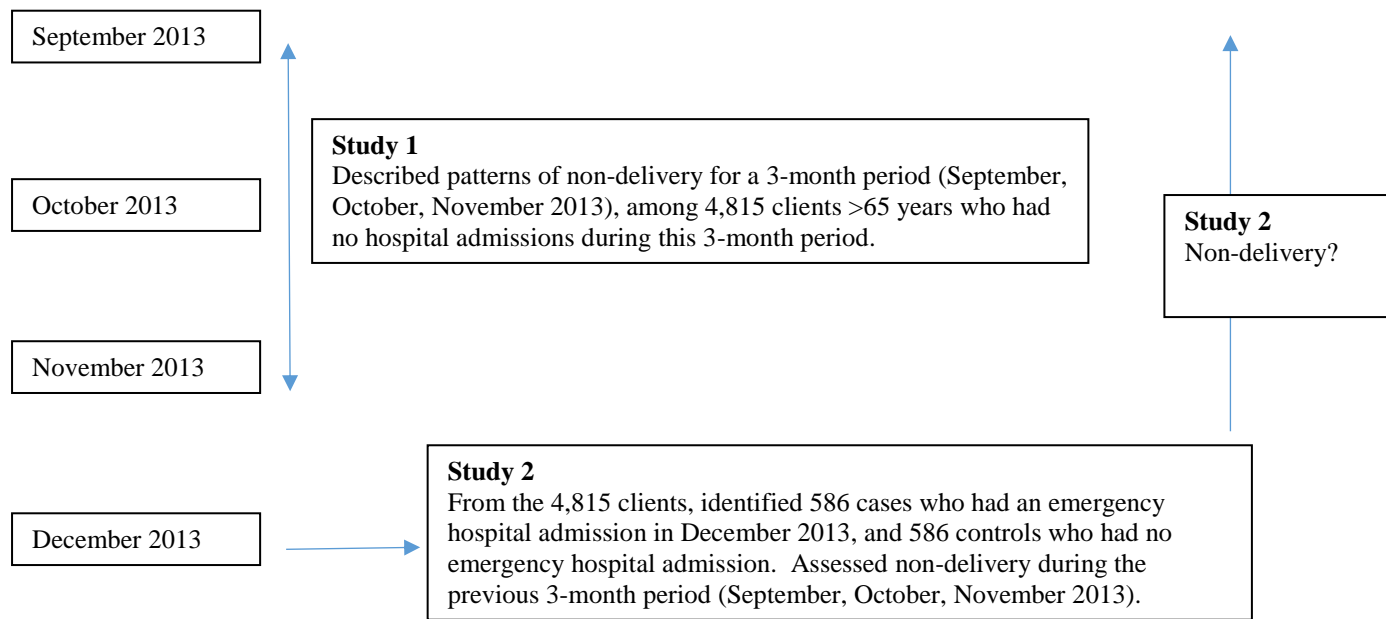 September 2013
Study 1
Described patterns of non-delivery for a 3-month period (September,
October, November 2013), among 4,815 clients >65 years who had
no hospital admissions during this 3-month period.
October 2013
Study 2
Non-delivery?
November 2013
Study 2
From the 4,815 clients, identified 586 cases who had an emergency
hospital admission in December 2013, and 586 controls who had no
emergency hospital admission.  Assessed non-delivery during the
previous 3-month period (September, October, November 2013).
December 2013